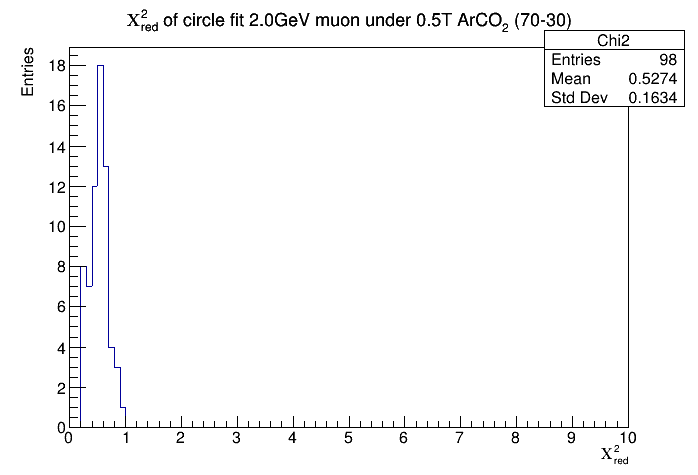 χ²red of circle fit 2.0GeV muon under 0.5T ArCO₂ (70-30)
Chi2
Entries 98
Mean 0.5274
Std Dev 0.1634
Entries
18
16
14
12
10
8
6
4
2
0
0 1 2 3 4 5 6 7 8 9 10
χ²red